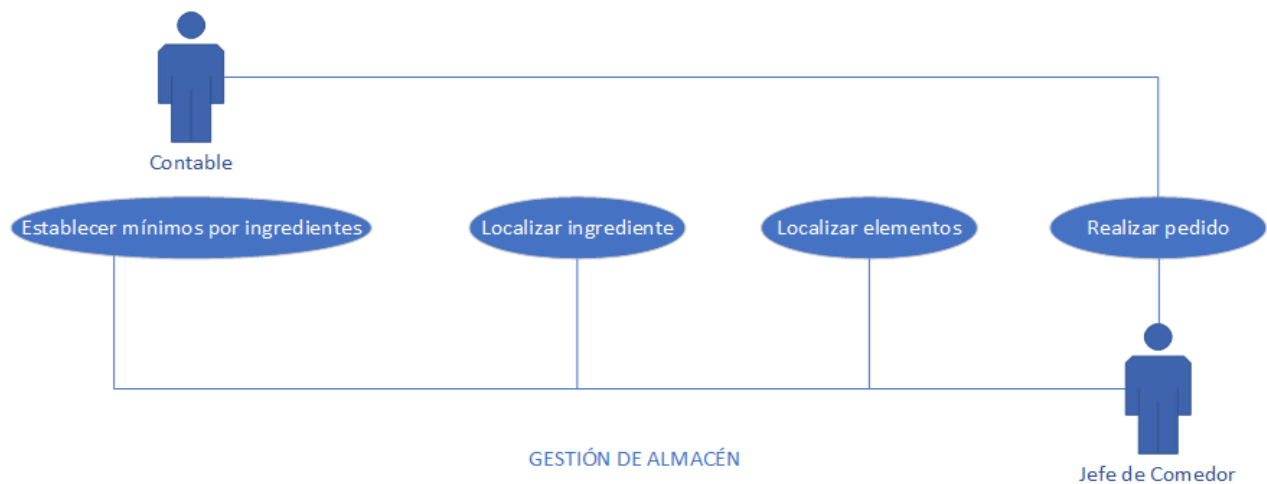 Contable
Establecer mínimos por ingredientes
Localizar ingrediente
Localizar elementos
Realizar pedido
GESTIÓN DE ALMACÉN
Jefe de Comedor